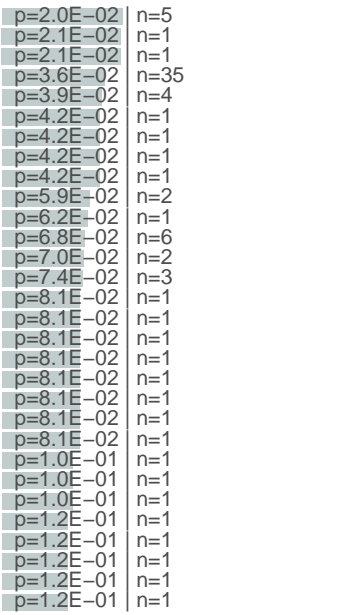 p=2.0E−02 | n=5
p=2.1E−02 | n=1
p=2.1E−02 | n=1
p=3.6E−02 | n=35
p=3.9E−02 | n=4
p=4.2E−02 | n=1
p=4.2E−02 | n=1
p=4.2E−02 | n=1
p=4.2E−02 | n=1
p=5.9E−02 | n=2
p=6.2E−02 | n=1
p=6.8E−02 | n=6
p=7.0E−02 | n=2
p=7.4E−02 | n=3
p=8.1E−02 | n=1
p=8.1E−02 | n=1
p=8.1E−02 | n=1
p=8.1E−02 | n=1
p=8.1E−02 | n=1
p=8.1E−02 | n=1
p=8.1E−02 | n=1
p=8.1E−02 | n=1
p=1.0E−01 | n=1
p=1.0E−01 | n=1
p=1.0E−01 | n=1
p=1.2E−01 | n=1
p=1.2E−01 | n=1
p=1.2E−01 | n=1
p=1.2E−01 | n=1
p=1.2E−01 | n=1